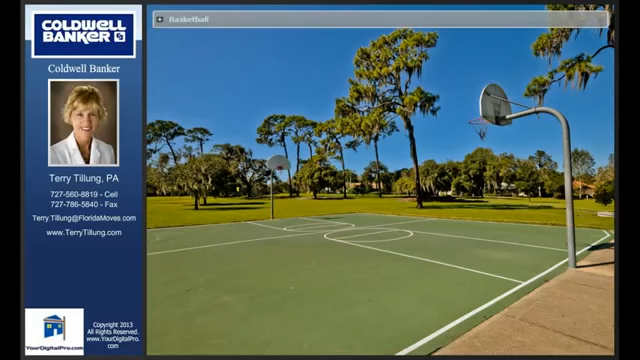 COLDWELL
BANKER
Coldwell Banker
Terry Tillung, PA
727-560-8819 - Cell
727-786-5840 - Fax
Terry.Tillung@FloridaMoves.com
www.TerryTillung.com
YourDigitalPro.com
Copyright 2013
All Rights Reserved.
www.YourDigitalPro.
com
Basketball